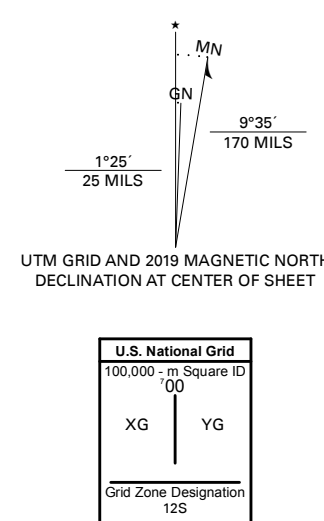 ★
MN
GN
9°35´
170 MILS
1°25´
25 MILS
UTM GRID AND 2019 MAGNETIC NORTH
DECLINATION AT CENTER OF SHEET
U.S. National Grid
100,000 - m Square ID
⁷00
XG YG
Grid Zone Designation
12S